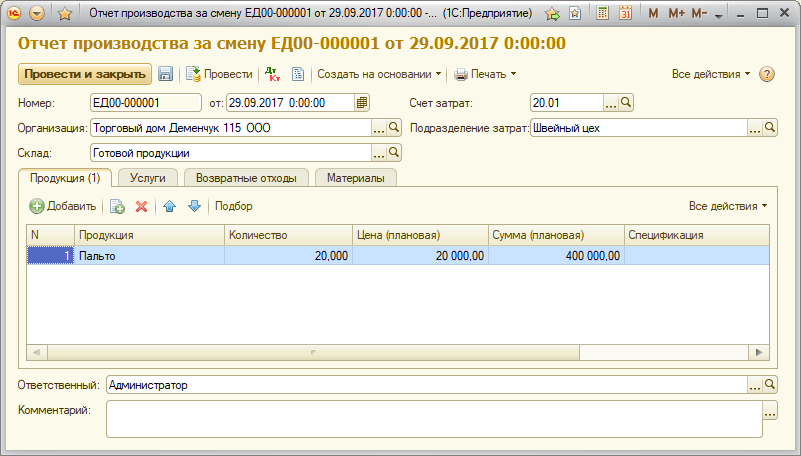 Отчет производства за смену ЕД00-000001 от 29.09.2017 0:00:00 -... (1С:Предприятие)
M M+ M-
Отчет производства за смену ЕД00-000001 от 29.09.2017 0:00:00
Провести и закрыть Провести Дт Кт Создать на основании Печать Все действия ?
Номер: ЕД00-000001 от: 29.09.2017 0:00:00 Счет затрат: 20.01 ...
Организация: Торговый дом Деменчук 115 ООО ... Подразделение затрат: Швейный цех ...
Склад: Готовой продукции ...
Продукция (1) Услуги Возвратные отходы Материалы
Добавить Подбор Все действия
N Продукция Количество Цена (плановая) Сумма (плановая) Спецификация
1 Пальто 20,000 20 000,00 400 000,00
Ответственный: Администратор ...
Комментарий: ...